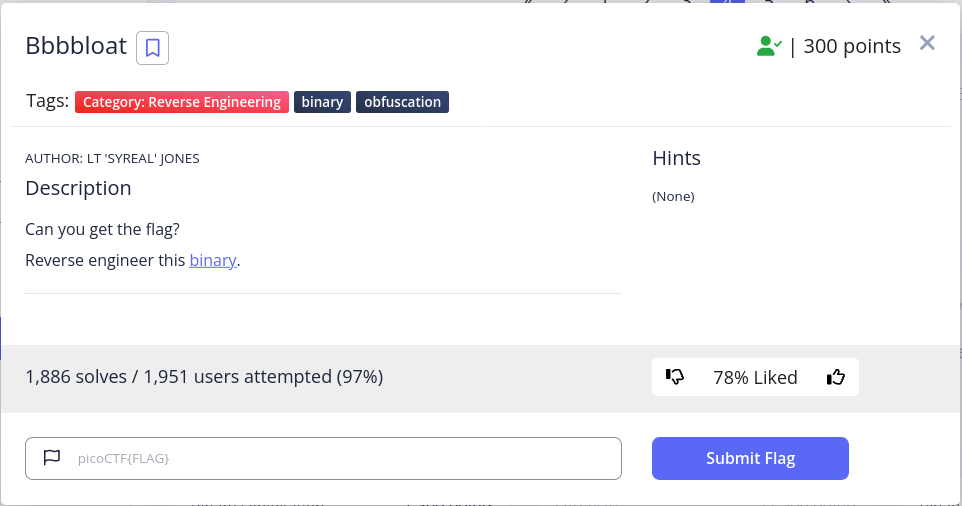 Bbbbloat
| 300 points
Tags: Category: Reverse Engineering binary obfuscation
AUTHOR: LT 'SYREAL' JONES
Description
Can you get the flag?
Reverse engineer this binary.
Hints
(None)
1,886 solves / 1,951 users attempted (97%)
78% Liked
picoCTF{FLAG}
Submit Flag